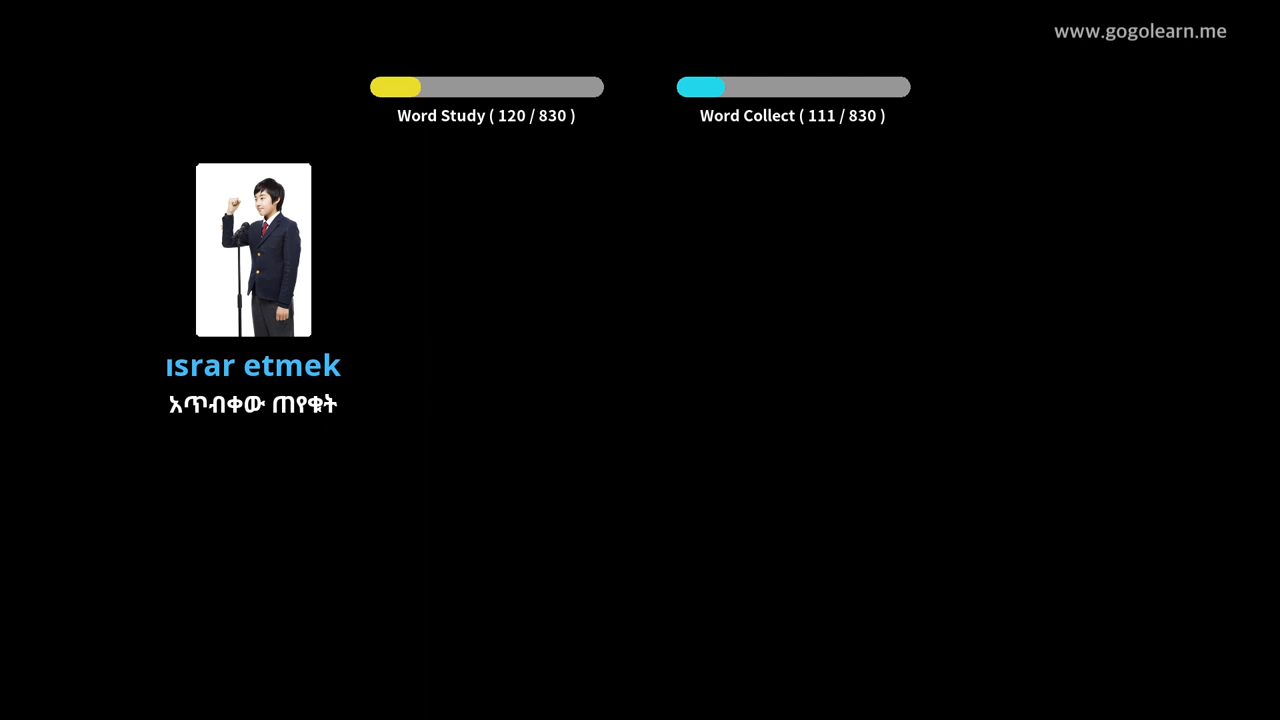 www.gogolearn.me
Word Study ( 120 / 830 )
Word Collect ( 111 / 830 )
ısrar etmek
አጥብቀው ጠየቁት